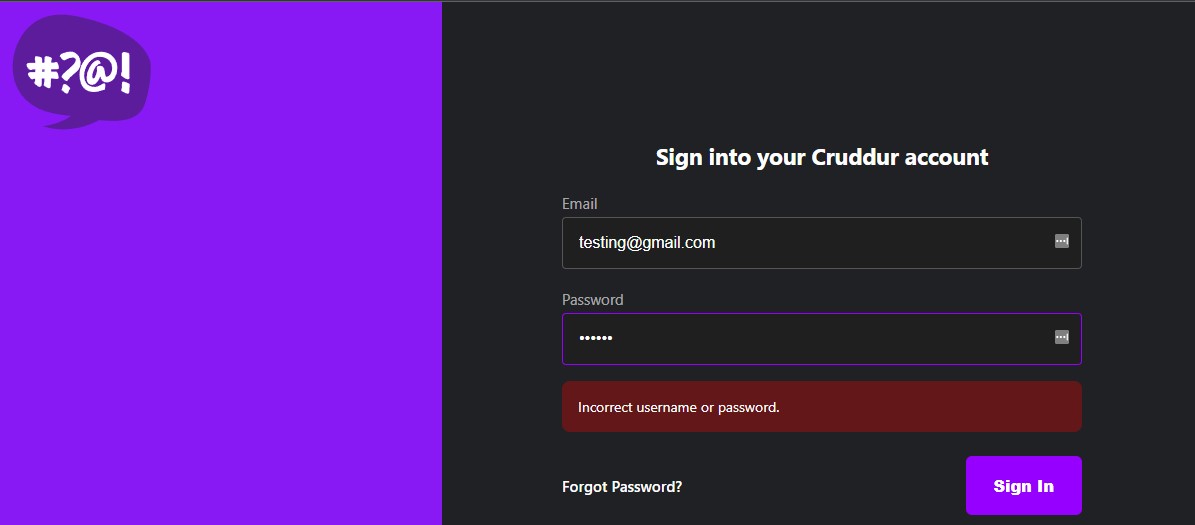 #?@!
Sign into your Cruddur account
Email
testing@gmail.com
Password
••••••
Incorrect username or password.
Forgot Password?
Sign In